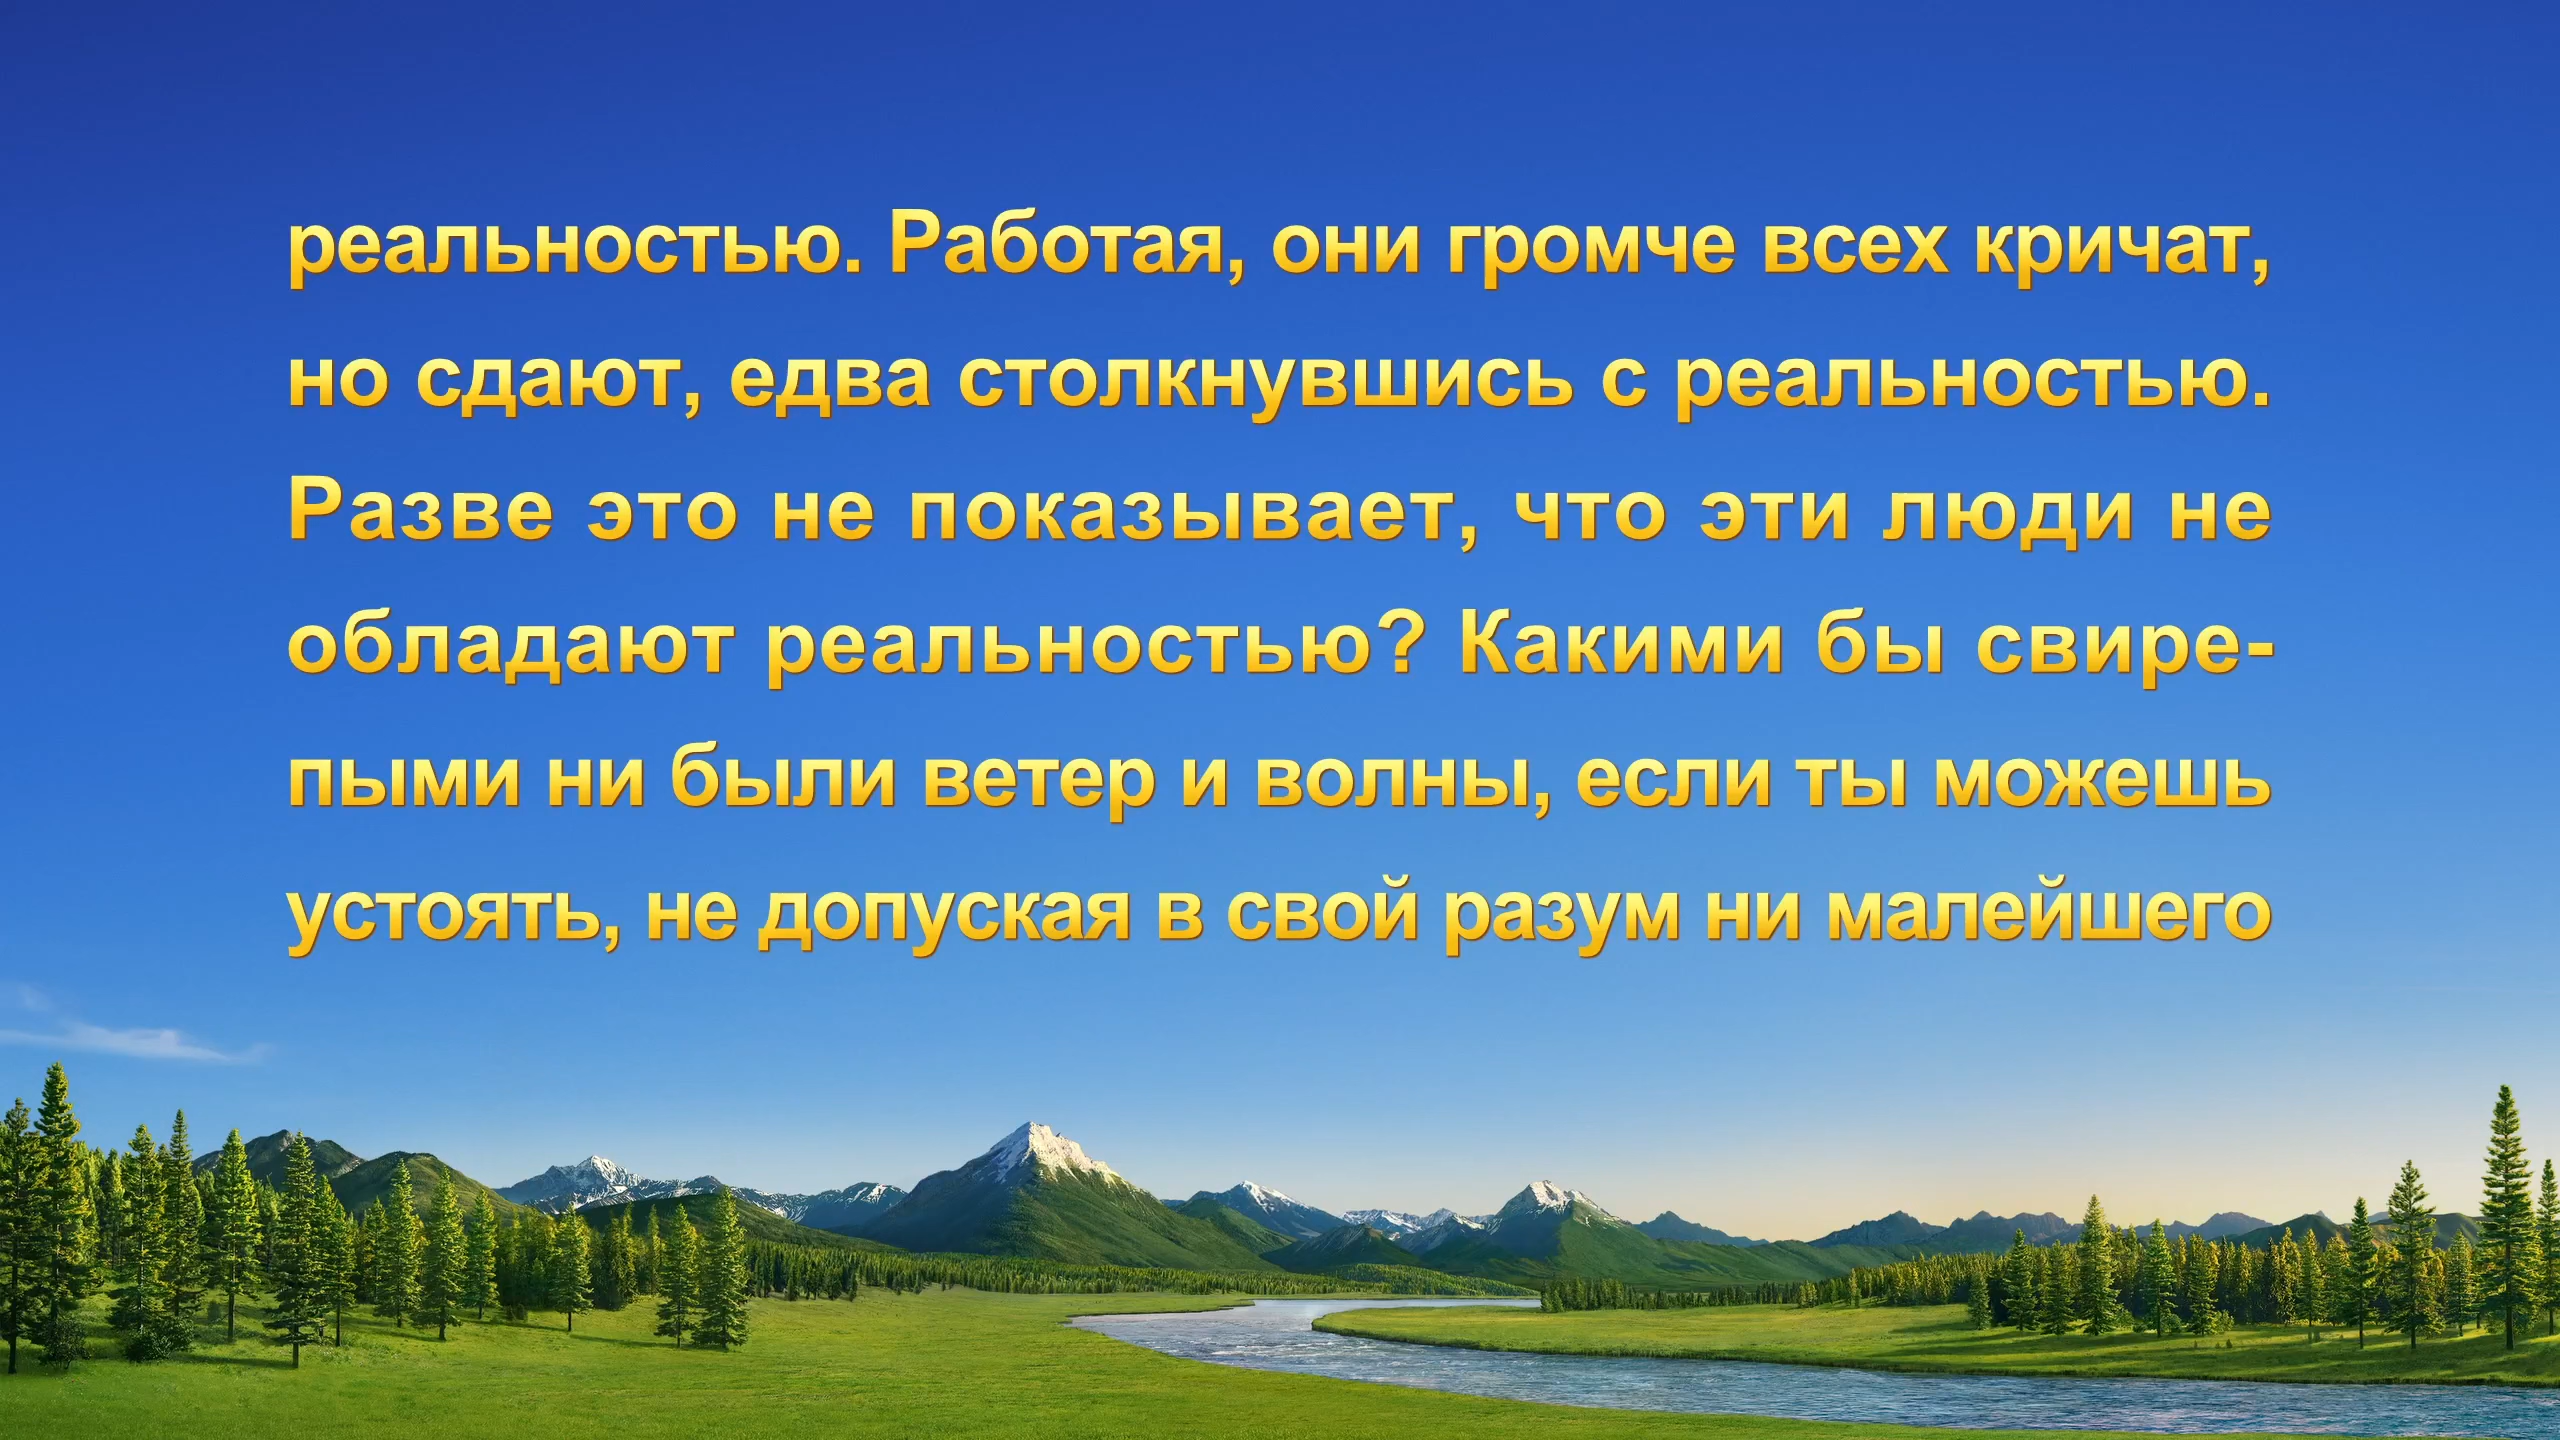 реальностью. Работая, они громче всех кричат,
но сдают, едва столкнувшись с реальностью.
Разве это не показывает, что эти люди не
обладают реальностью? Какими бы свире-
пыми ни были ветер и волны, если ты можешь
устоять, не допуская в свой разум ни малейшего